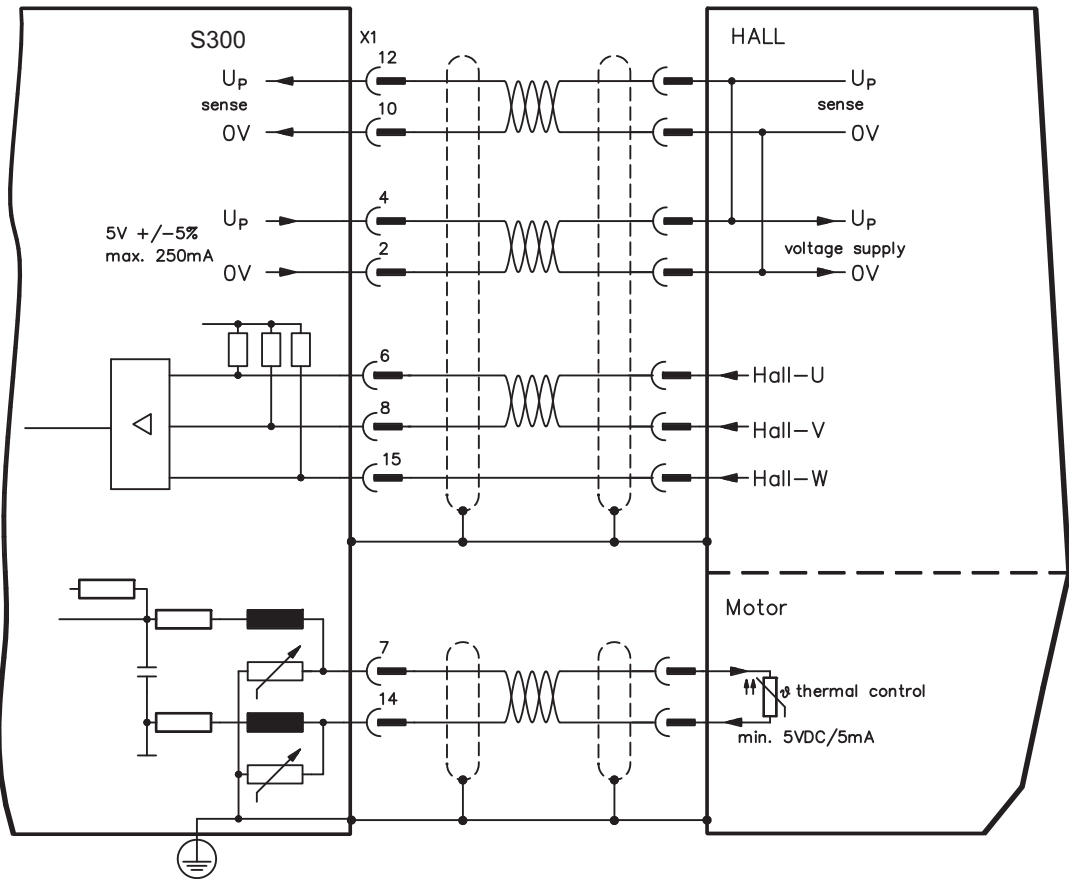 S300
X1
HALL
12
U_P
U_P
sense
sense
10
0V
0V
4
U_P
U_P
5V +/-5%
max. 250mA
voltage supply
2
0V
0V
6
Hall-U
8
Hall-V
15
Hall-W
Motor
7
ϑ thermal control
14
min. 5VDC/5mA